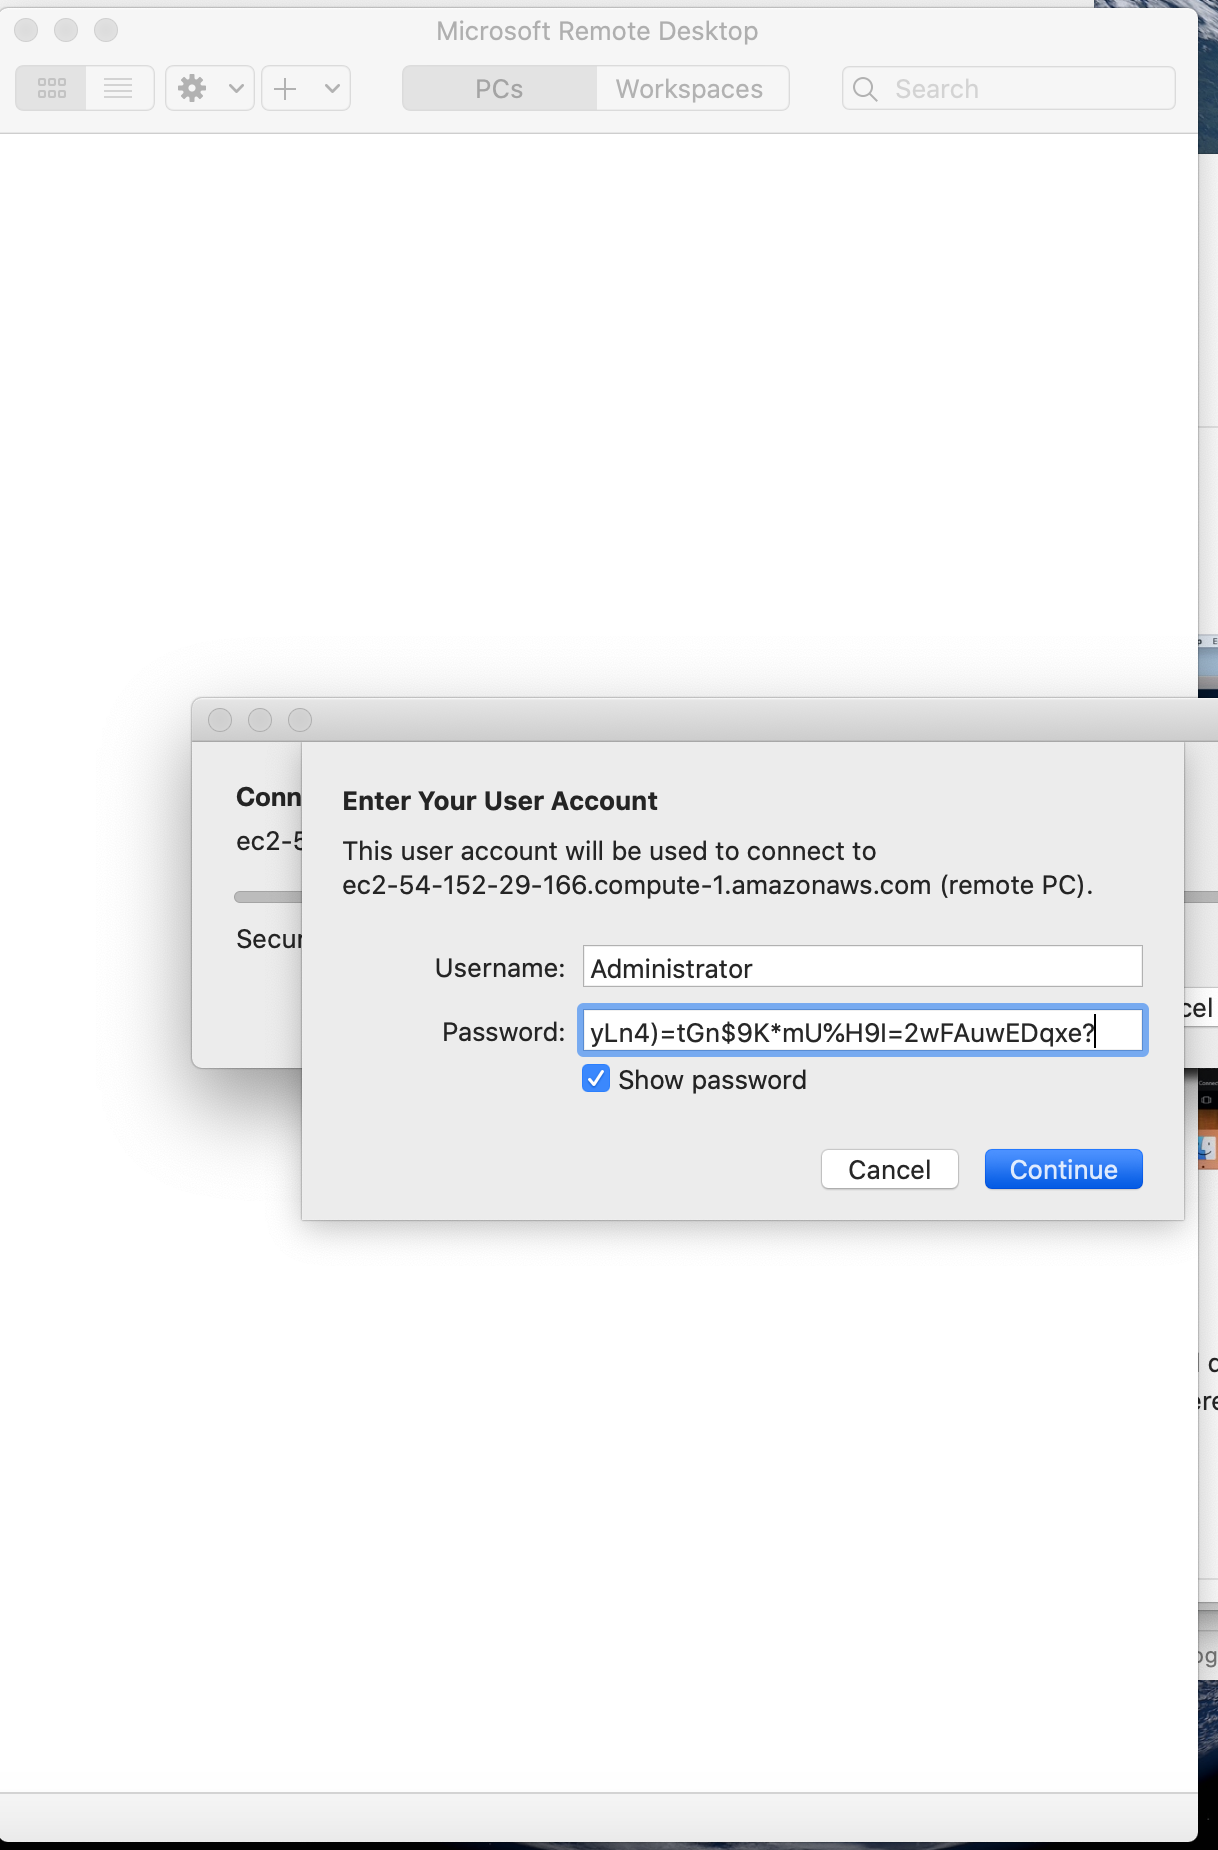 Microsoft Remote Desktop
PCs
Workspaces
Search
Conn
ec2-5
Secur
Enter Your User Account
This user account will be used to connect to
ec2-54-152-29-166.compute-1.amazonaws.com (remote PC).
Username: Administrator
Password: yLn4)=tGn$9K*mU%H9I=2wFAuwEDqxe?
Show password
Cancel
Continue
cel
ere
og